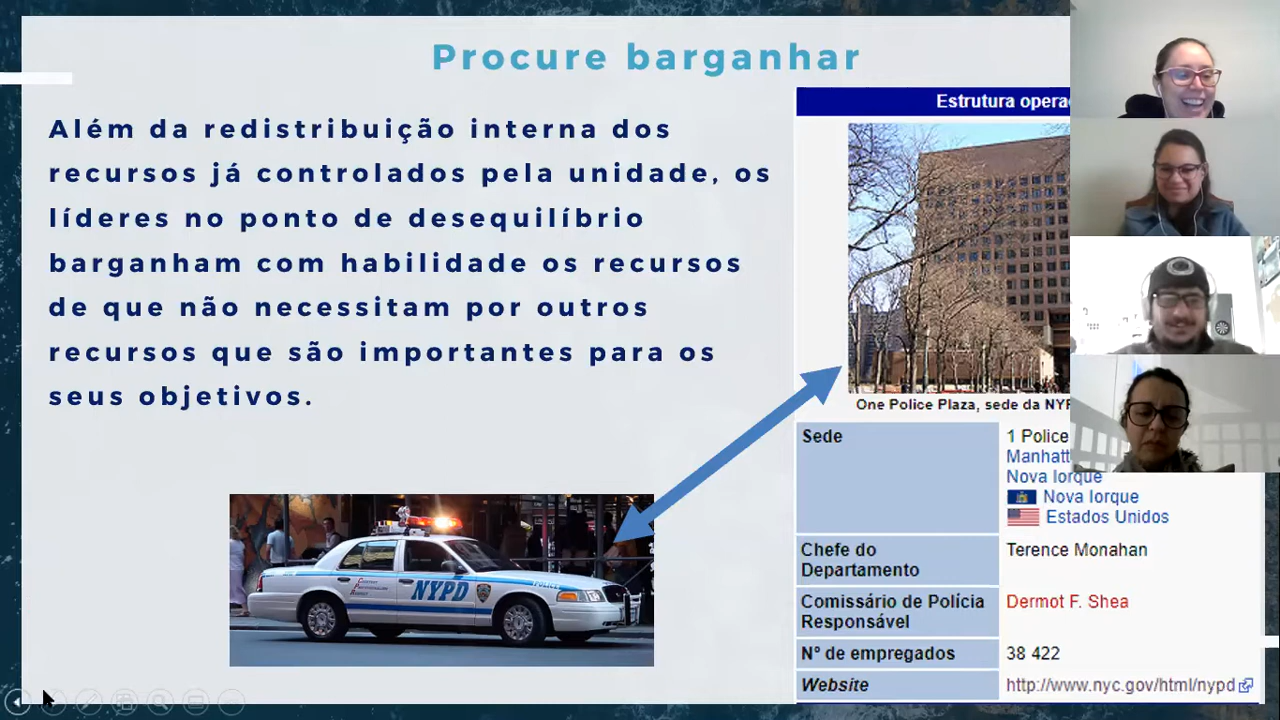 Procure barganhar
Além da redistribuição interna dos
recursos já controlados pela unidade, os
líderes no ponto de desequilíbrio
barganham com habilidade os recursos
de que não necessitam por outros
recursos que são importantes para os
seus objetivos.
NYPD
POLICE
Estrutura opera
One Police Plaza, sede da NYP
Sede
1 Police
Manhatt
Nova Iorque
Nova Iorque
Estados Unidos
Chefe do
Departamento
Terence Monahan
Comissário de Polícia
Responsável
Dermot F. Shea
Nº de empregados
38 422
Website
http://www.nyc.gov/html/nypd